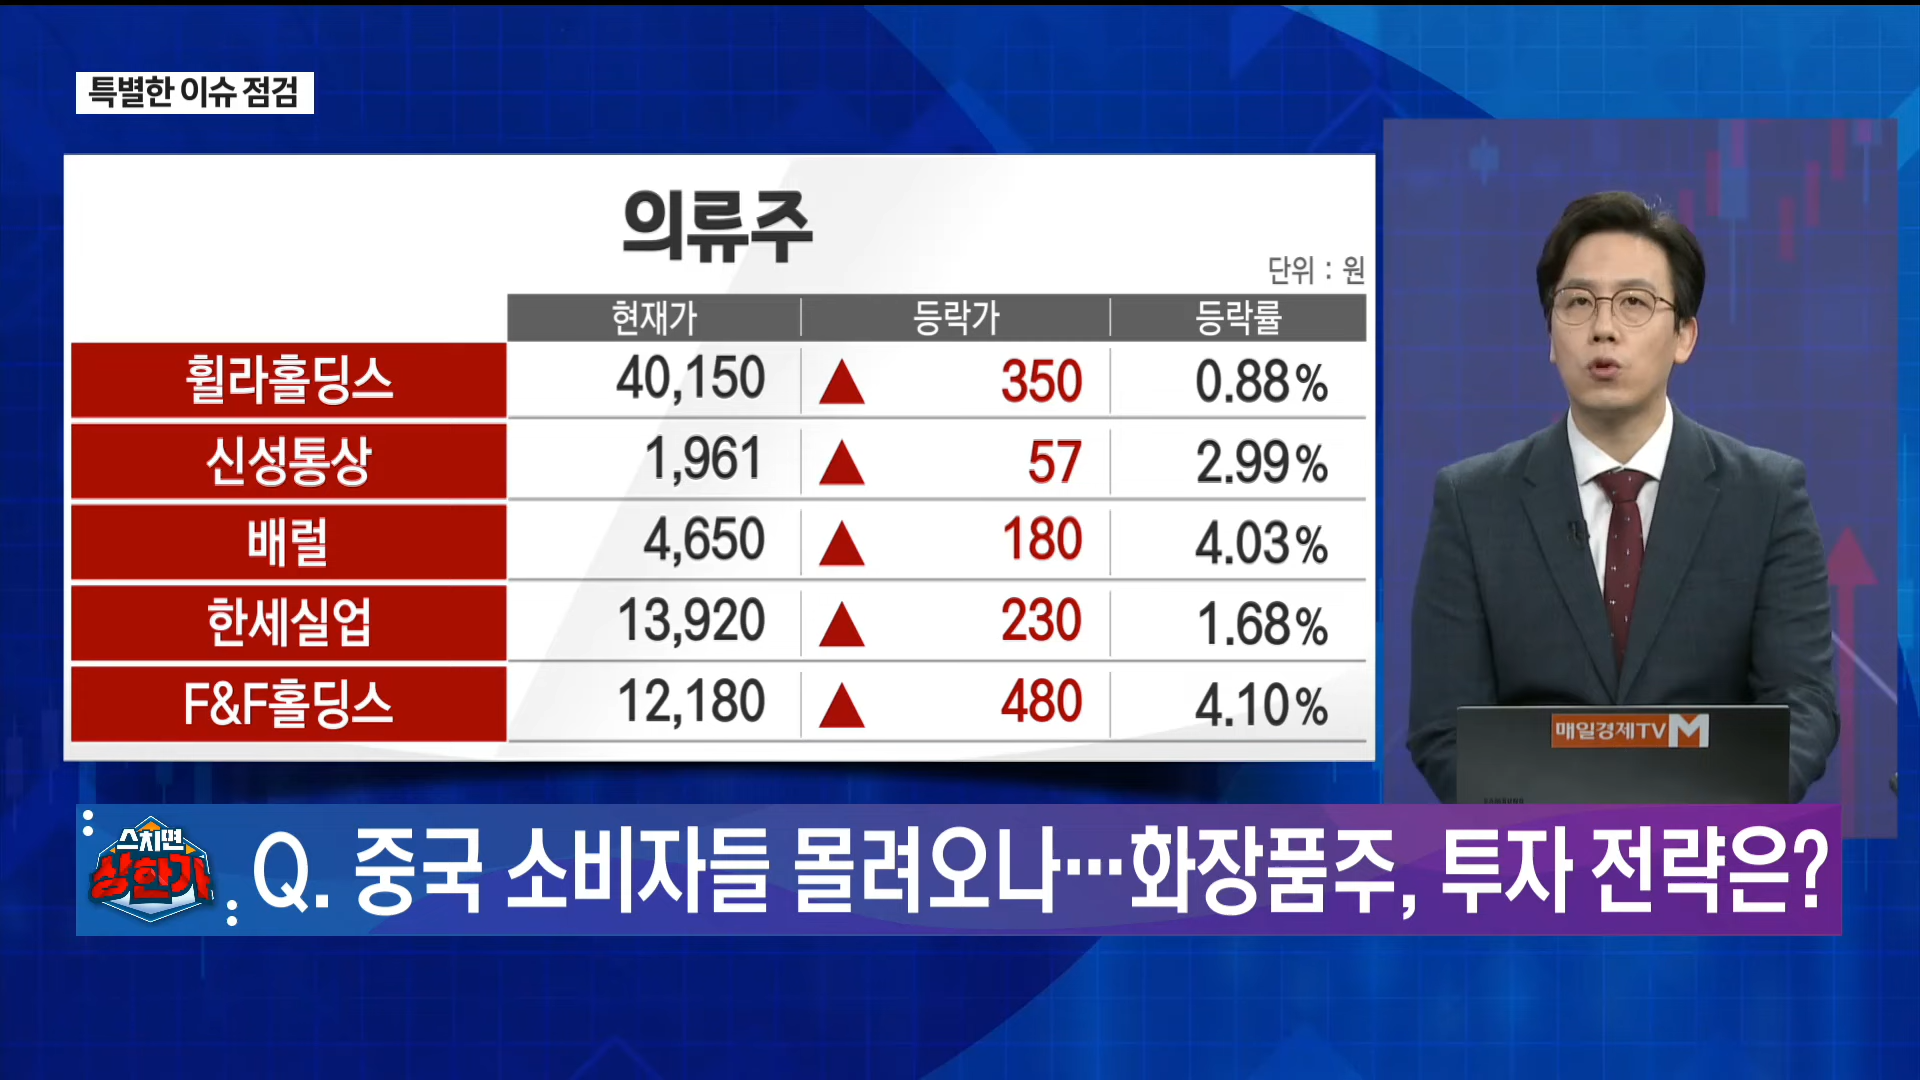 특별한 이슈 점검
의류주
단위 : 원
현재가 등락가 등락률
휠라홀딩스 40,150 ▲ 350 0.88%
신성통상 1,961 ▲ 57 2.99%
배럴 4,650 ▲ 180 4.03%
한세실업 13,920 ▲ 230 1.68%
F&F홀딩스 12,180 ▲ 480 4.10%
매일경제TV M
SAMSUNG
스치면
상한가
Q. 중국 소비자들 몰려오나…화장품주, 투자 전략은?